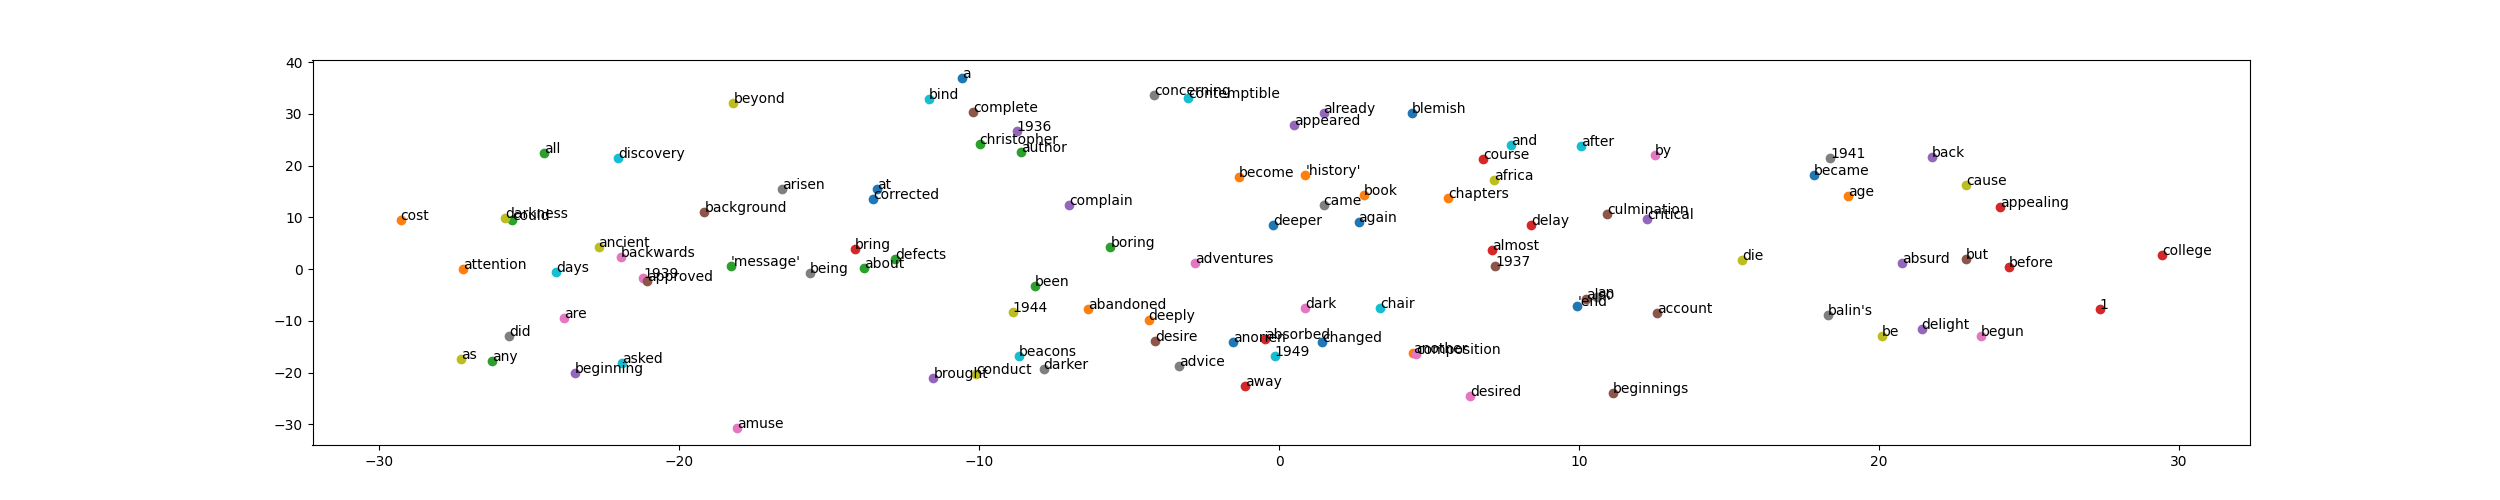 40
a
beyond
bind
concerning
contemptible
30
complete
already
blemish
appeared
1936
christopher
author
and
after
20
all
discovery
course
by
1941
became
back
arisen
at
corrected
become
'history'
africa
age
cause
complain
came
book
chapters
appealing
10
cost
darkness
could
background
deeper
again
delay
culmination
critical
ancient
backwards
bring
defects
boring
almost
college
0
attention
days
1939
approved
'message'
being
about
adventures
1937
die
absurd
but
before
been
also
an
'end
−10
are
did
1944
abandoned
deeply
dark
chair
account
balin's
delight
1
as
any
asked
beginning
beacons
darker
desire
absorbed
changed
1949
another
composition
be
begun
−20
brought
conduct
advice
away
desired
beginnings
−30
amuse
−30
−20
−10
0
10
20
30